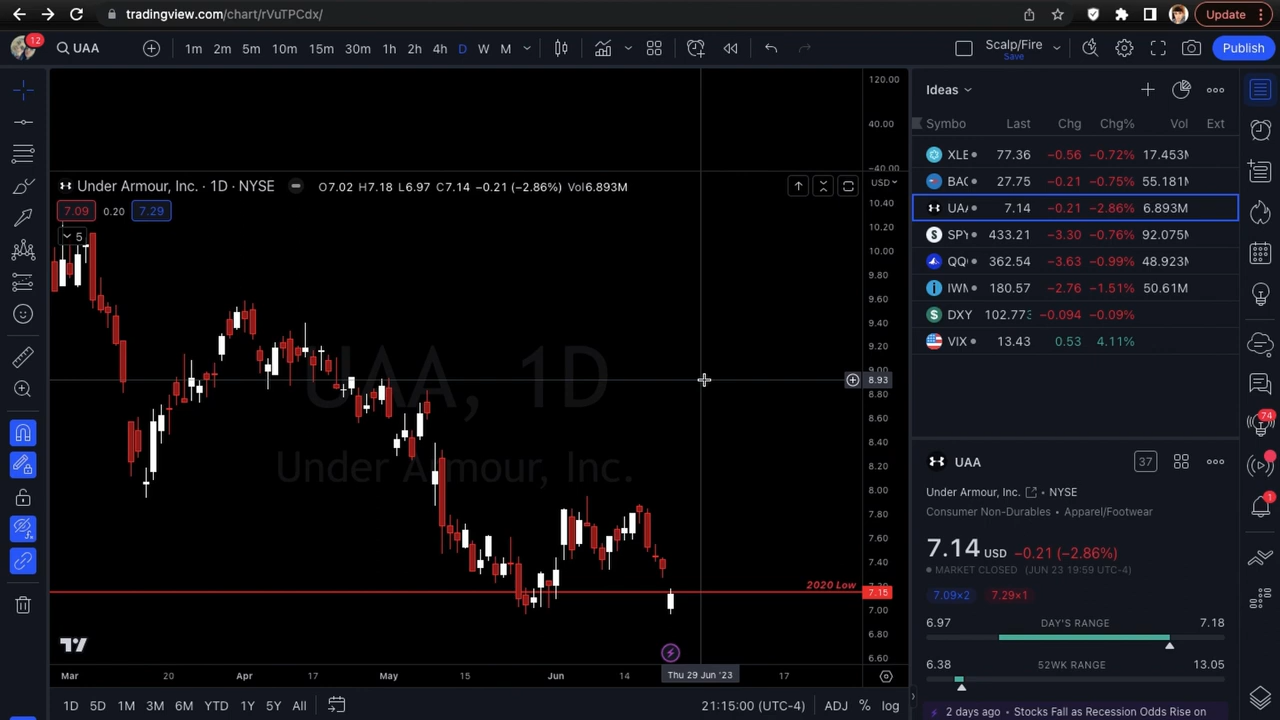 tradingview.com/chart/rVuTPCdx/
Update
12
UAA
1m 2m 5m 10m 15m 30m 1h 2h 4h D W M
Scalp/Fire
Save
Publish
120.00
40.00
−40.00
Under Armour, Inc. · 1D · NYSE
O7.02 H7.18 L6.97 C7.14 −0.21 (−2.86%) Vol6.893M
USD
7.09 0.20 7.29
5
10.40
10.20
10.00
9.80
9.60
9.40
9.20
8.93
8.80
8.60
8.40
8.20
8.00
7.80
7.60
7.40
7.15
7.00
6.80
6.60
UAA, 1D
Under Armour, Inc.
2020 Low
Mar 20 Apr 17 May 15 Jun 14 Thu 29 Jun '23 17
1D 5D 1M 3M 6M YTD 1Y 5Y All
21:15:00 (UTC-4) ADJ % log
Ideas
Symbo Last Chg Chg% Vol Ext
XLE 77.36 −0.56 −0.72% 17.453M
BAC 27.75 −0.21 −0.75% 55.181M
UAA 7.14 −0.21 −2.86% 6.893M
SPY 433.21 −3.30 −0.76% 92.075M
QQQ 362.54 −3.63 −0.99% 48.923M
IWM 180.57 −2.76 −1.51% 50.61M
DXY 102.773 −0.094 −0.09%
VIX 13.43 0.53 4.11%
UAA
37
Under Armour, Inc. • NYSE
Consumer Non-Durables • Apparel/Footwear
7.14 USD −0.21 (−2.86%)
MARKET CLOSED (JUN 23 19:59 UTC-4)
7.09×2 7.29×1
6.97 DAY'S RANGE 7.18
6.38 52WK RANGE 13.05
2 days ago • Stocks Fall as Recession Odds Rise on
74
1